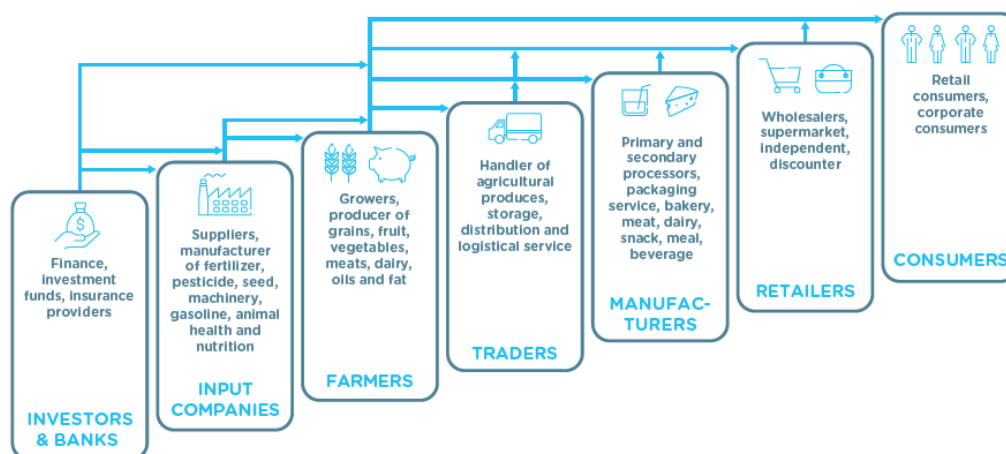 Finance,
investment
funds, insurance
providers
INVESTORS
& BANKS
Suppliers,
manufacturer
of fertilizer,
pesticide, seed,
machinery,
gasoline, animal
health and
nutrition
INPUT
COMPANIES
Growers,
producer of
grains, fruit,
vegetables,
meats, dairy,
oils and fat
FARMERS
Handler of
agricultural
produces,
storage,
distribution and
logistical service
TRADERS
Primary and
secondary
processors,
packaging
service, bakery,
meat, dairy,
snack, meal,
beverage
MANUFAC-
TURERS
Wholesalers,
supermarket,
independent,
discounter
RETAILERS
Retail
consumers,
corporate
consumers
CONSUMERS